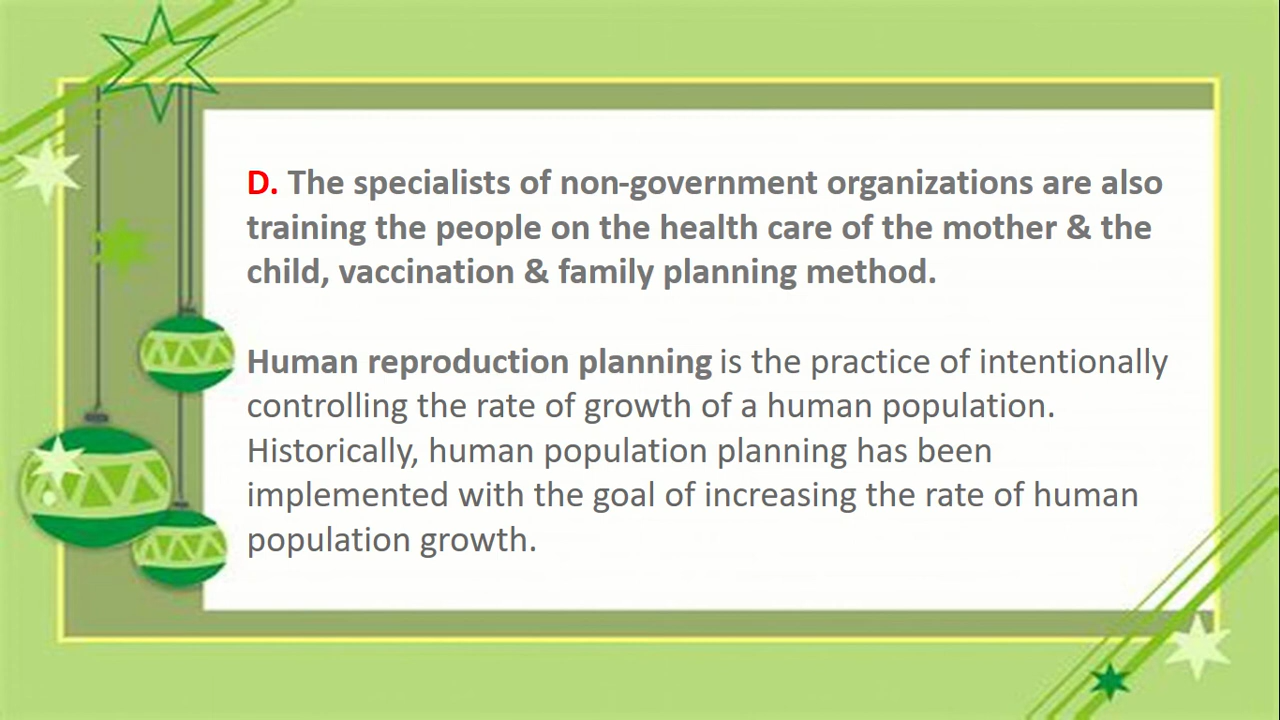 D. The specialists of non-government organizations are also
training the people on the health care of the mother & the
child, vaccination & family planning method.
Human reproduction planning is the practice of intentionally
controlling the rate of growth of a human population.
Historically, human population planning has been
implemented with the goal of increasing the rate of human
population growth.